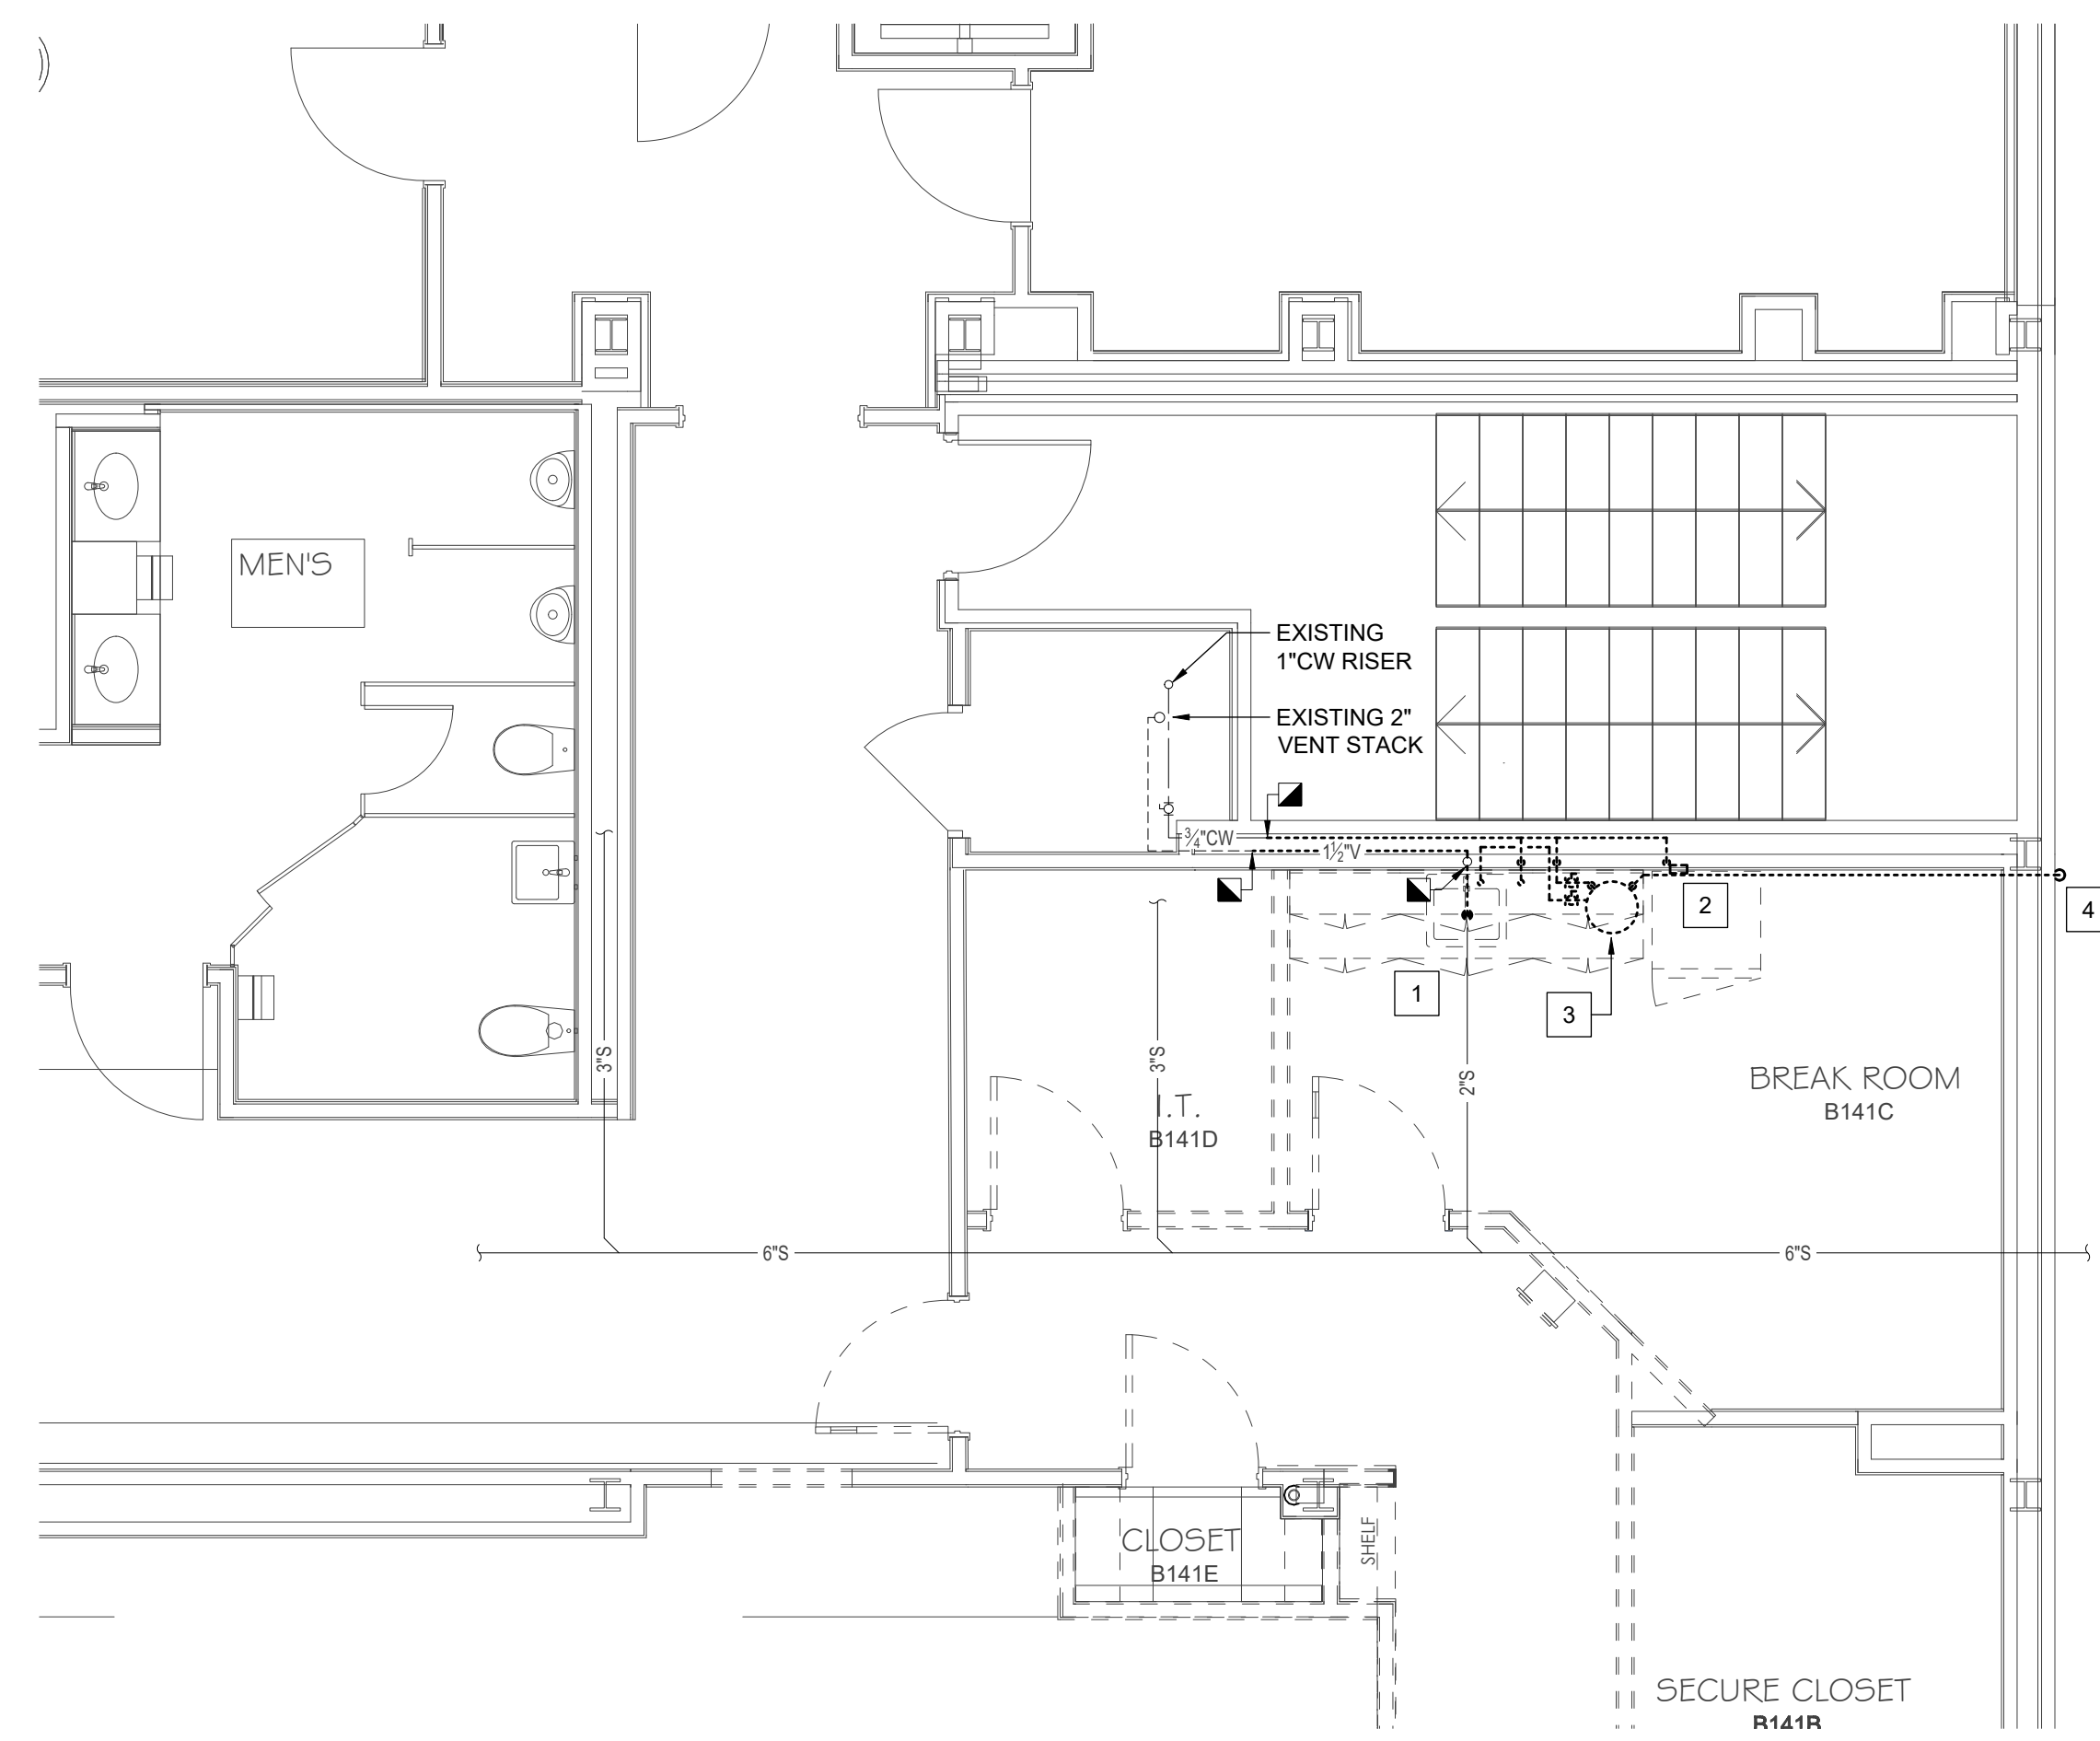 MEN'S
EXISTING
1"CW RISER
EXISTING 2"
VENT STACK
¾"CW
1½"V
2
4
1
3
3"S
3"S
2"S
BREAK ROOM
B141C
I.T.
B141D
6"S
6"S
CLOSET
B141E
SHELF
SECURE CLOSET
B141B